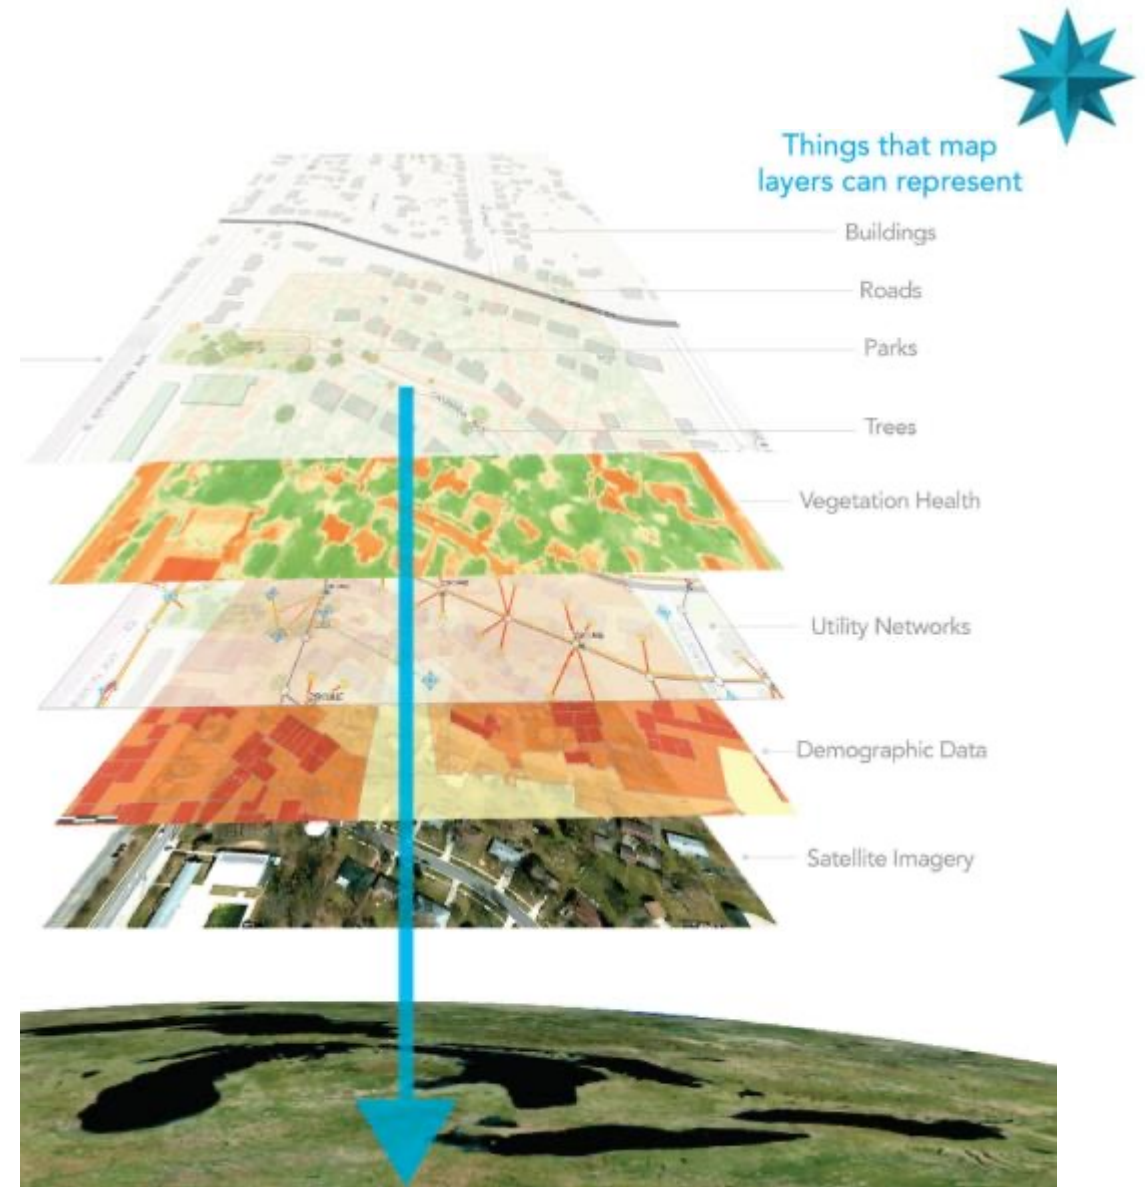 Things that map
layers can represent
Buildings
Roads
Parks
Trees
Vegetation Health
Utility Networks
Demographic Data
Satellite Imagery